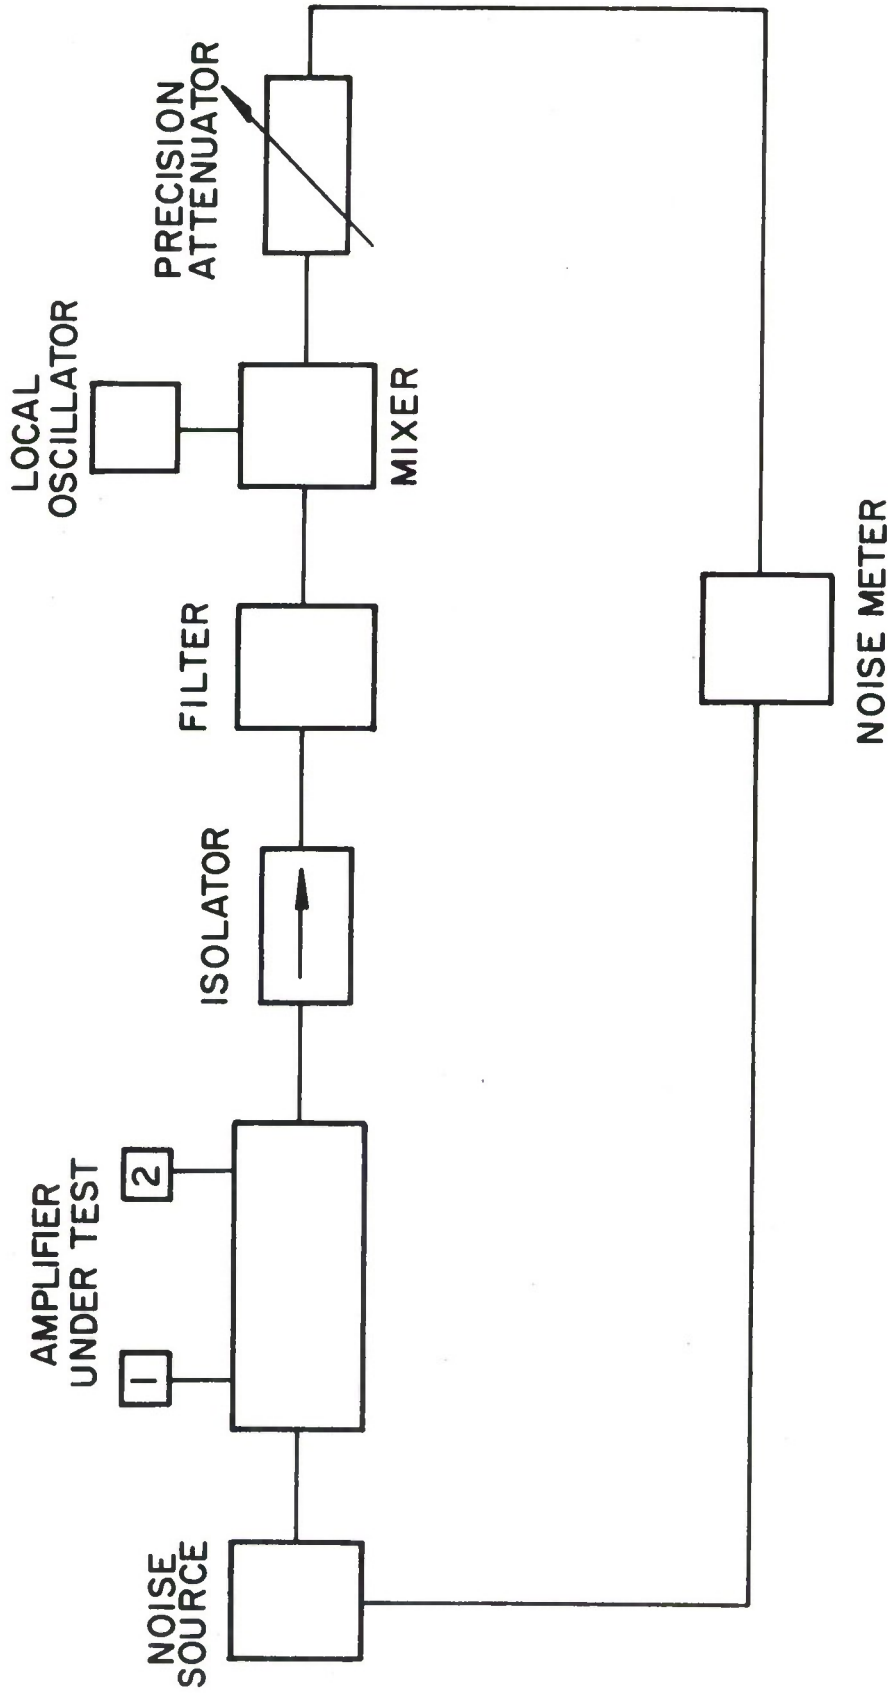 NOISE
SOURCE
AMPLIFIER
UNDER TEST
1
2
ISOLATOR
FILTER
LOCAL
OSCILLATOR
MIXER
PRECISION
ATTENUATOR
NOISE METER